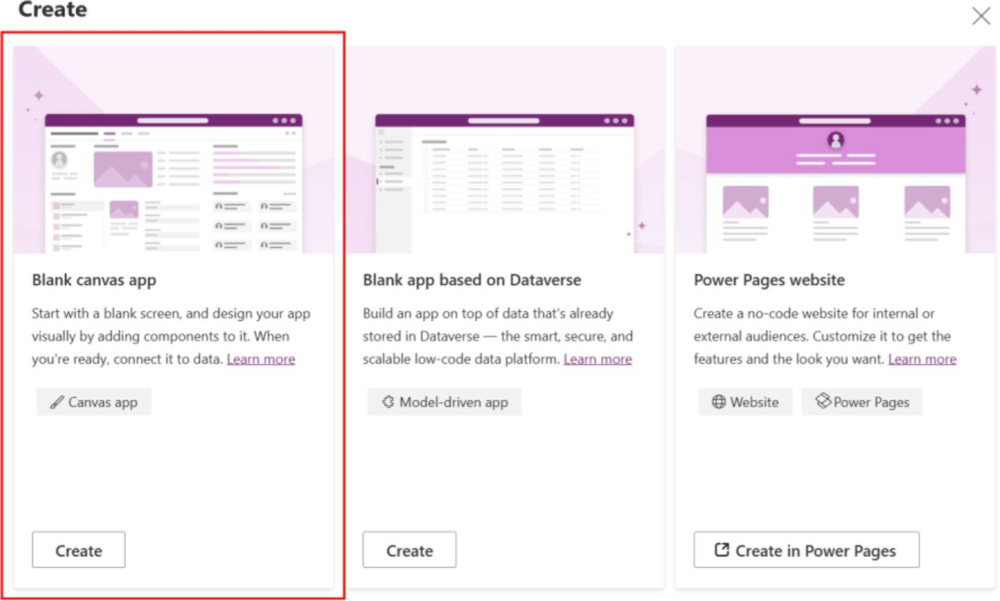 Create
Blank canvas app
Start with a blank screen, and design your app
visually by adding components to it. When
you're ready, connect it to data. Learn more
Canvas app
Create
Blank app based on Dataverse
Build an app on top of data that's already
stored in Dataverse — the smart, secure, and
scalable low-code data platform. Learn more
Model-driven app
Create
Power Pages website
Create a no-code website for internal or
external audiences. Customize it to get the
features and the look you want. Learn more
Website
Power Pages
Create in Power Pages